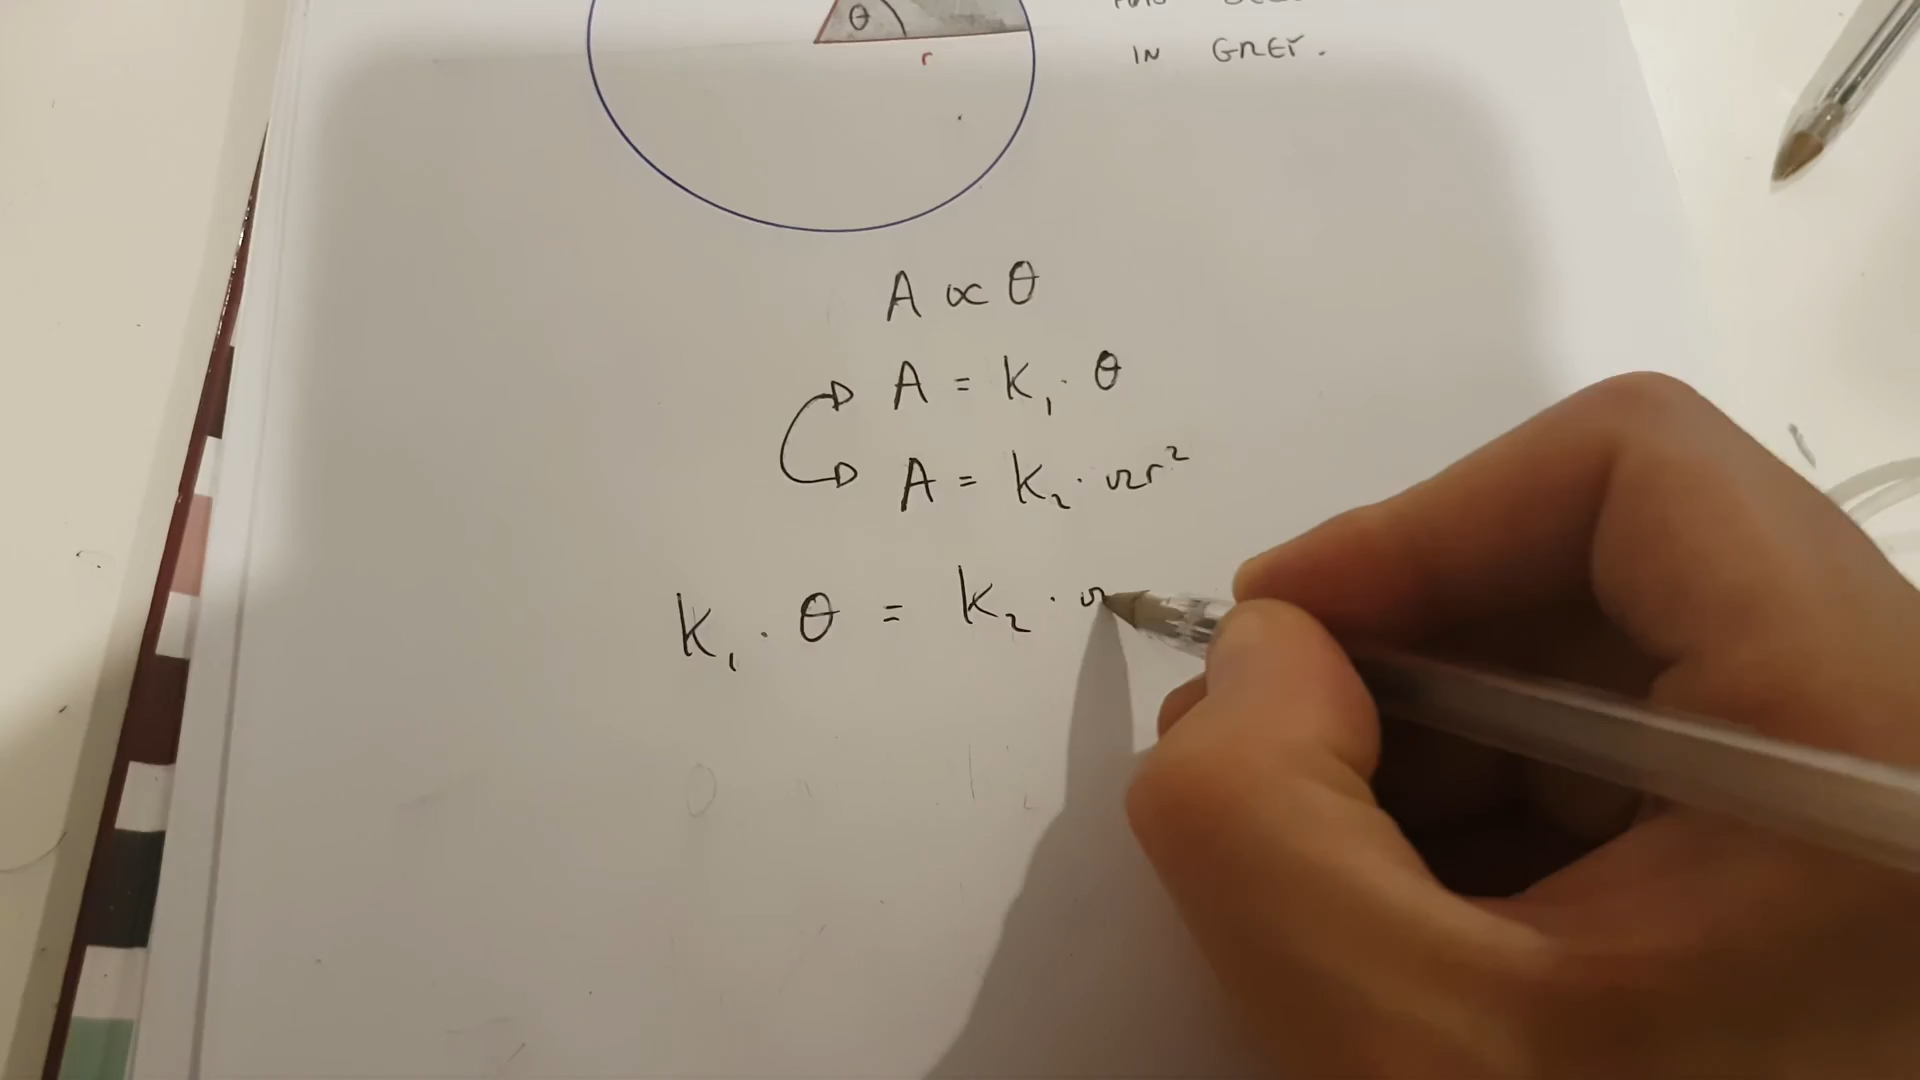 θ
r
IN GREY.
A ∝ θ
A = K₁ · θ
A = K₂ · πr²
K₁ · θ = K₂ · π